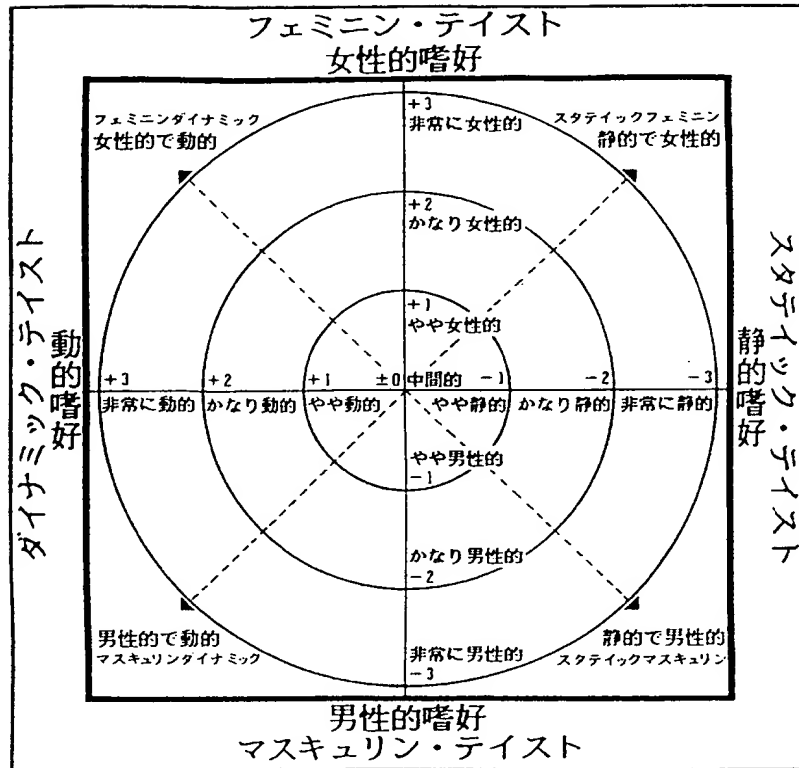 フェミニン・テイスト
女性的嗜好
フェミニンダイナミック
女性的で動的
+3
非常に女性的
スタテイックフェミニン
静的で女性的
+2
かなり女性的
+1
やや女性的
ダイナミック・テイスト
動的嗜好
+3 +2 +1 ±0 中間的 -1 -2 -3
非常に動的 かなり動的 やや動的 やや静的 かなり静的 非常に静的
静的嗜好
スタテイック・テイスト
やや男性的
-1
かなり男性的
-2
男性的で動的
マスキュリンダイナミック
非常に男性的
-3
静的で男性的
スタテイックマスキュリン
男性的嗜好
マスキュリン・テイスト